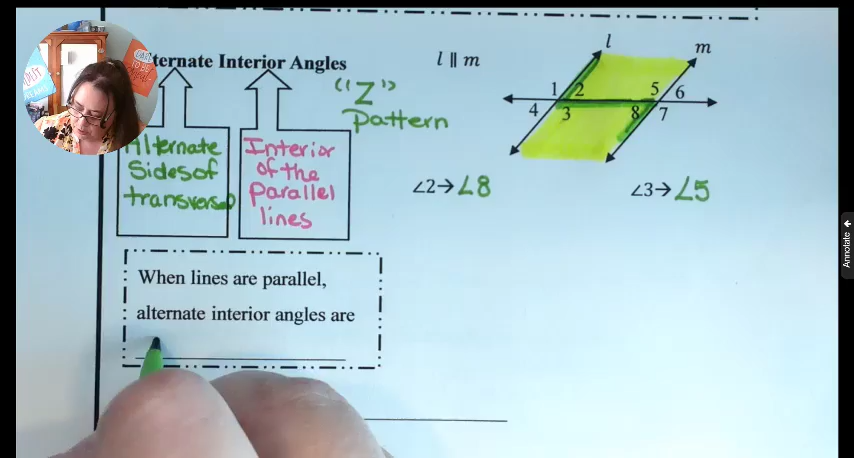 ternate Interior Angles
l ∥ m
"Z"
Pattern
Alternate
Sides of
transversal
Interior
of the
parallel
lines
l
m
1 2 5 6
4 3 8 7
∠2→∠8
∠3→∠5
When lines are parallel,
alternate interior angles are
Annotate